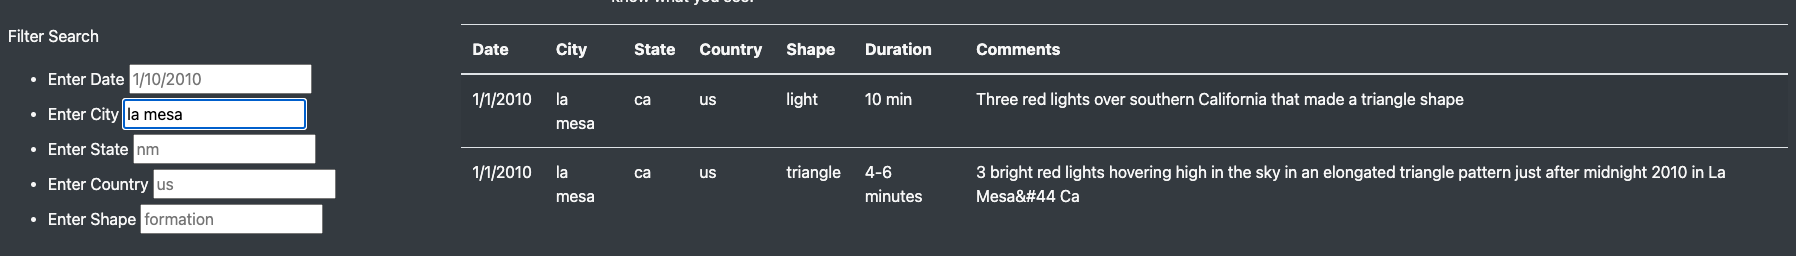 know what you see.
Filter Search
• Enter Date 1/10/2010
• Enter City la mesa
• Enter State nm
• Enter Country us
• Enter Shape formation
Date City State Country Shape Duration Comments
1/1/2010 la mesa ca us light 10 min Three red lights over southern California that made a triangle shape
1/1/2010 la mesa ca us triangle 4-6 minutes 3 bright red lights hovering high in the sky in an elongated triangle pattern just after midnight 2010 in La
Mesa&#44 Ca